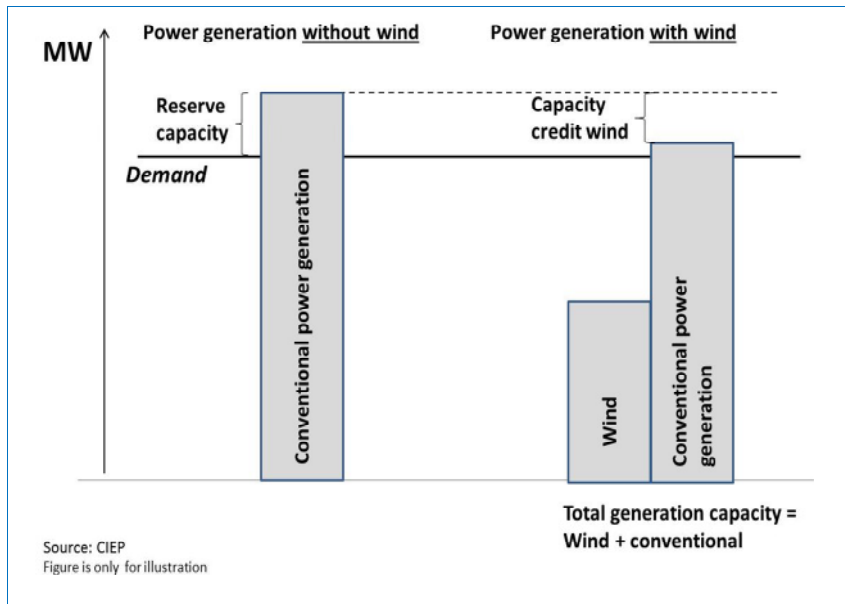 Power generation without wind
Power generation with wind
MW
Reserve
capacity
Capacity
credit wind
Demand
Conventional power generation
Wind
Conventional power
generation
Total generation capacity =
Wind + conventional
Source: CIEP
Figure is only for illustration